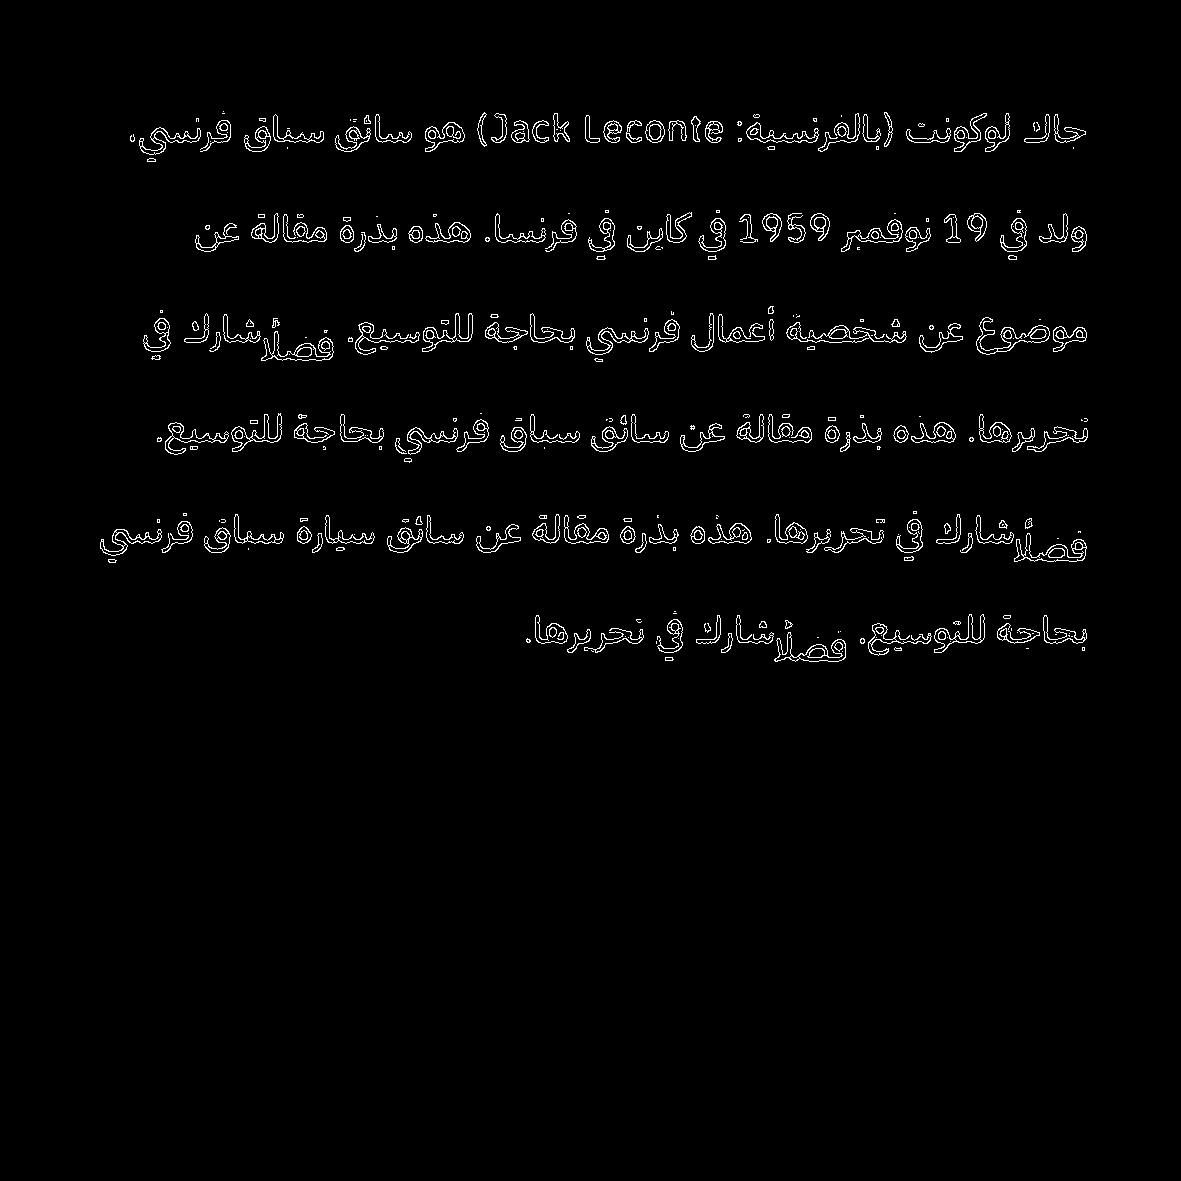 جاك لوكونت (بالفرنسية: Jack Leconte) هو سائق سباق فرنسي.
ولد في 19 نوفمبر 1959 في كاين في فرنسا. هذه بذرة مقالة عن
موضوع عن شخصية أعمال فرنسي بحاجة للتوسيع. فضلًا شارك في
تحريرها. هذه بذرة مقالة عن سائق سباق فرنسي بحاجة للتوسيع.
فضلًا شارك في تحريرها. هذه بذرة مقالة عن سائق سيارة سباق فرنسي
بحاجة للتوسيع. فضلًا شارك في تحريرها.